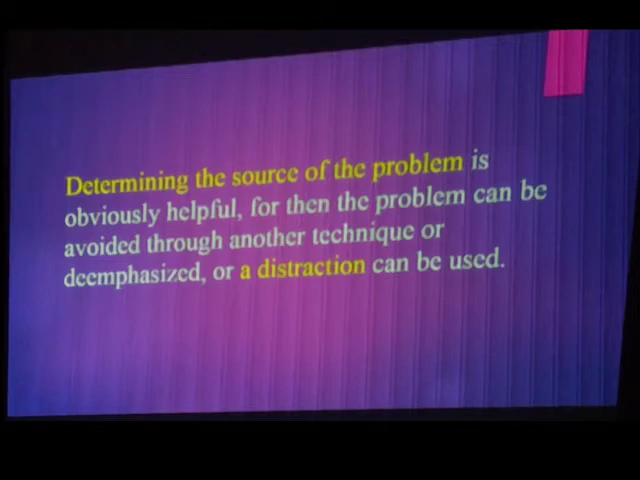 Determining the source of the problem is
obviously helpful, for then the problem can be
avoided through another technique or
deemphasized, or a distraction can be used.